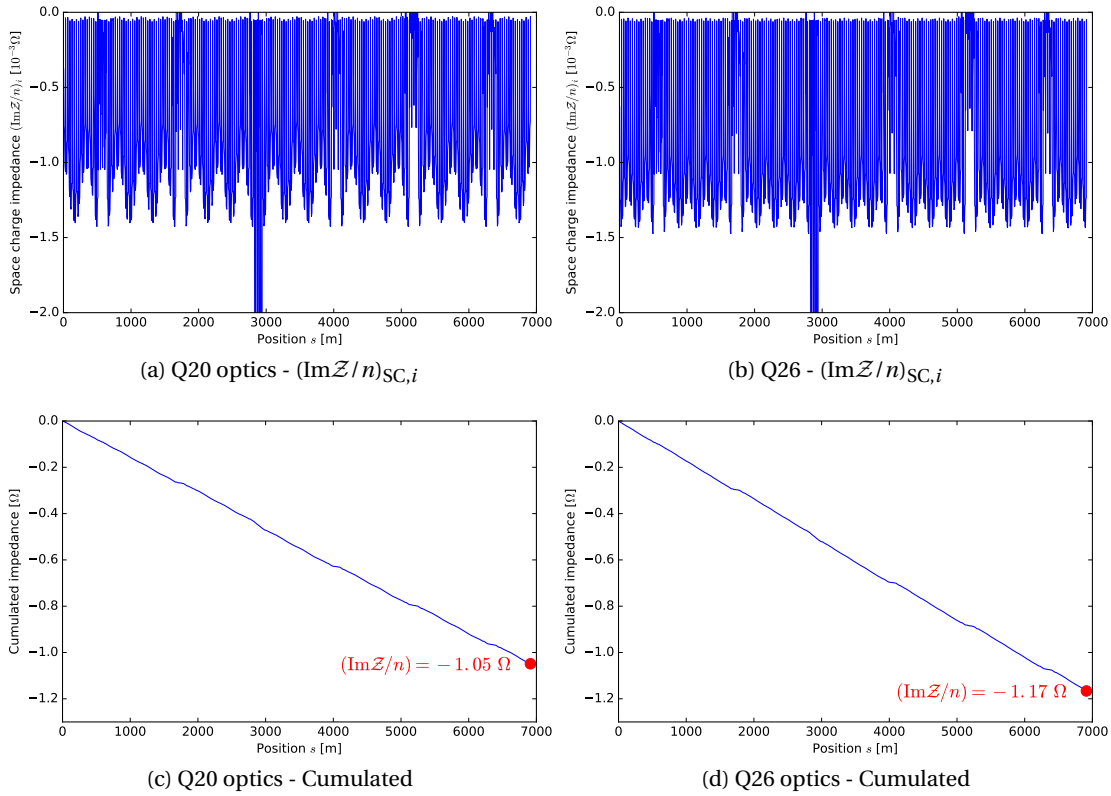 0.0
−0.5
−1.0
−1.5
−2.0
0 1000 2000 3000 4000 5000 6000 7000
Position s [m]
Space charge impedance (Im𝒵/n)i [10⁻³Ω]
(a) Q20 optics - (Im𝒵/n)SC,i
0.0
−0.5
−1.0
−1.5
−2.0
0 1000 2000 3000 4000 5000 6000 7000
Position s [m]
Space charge impedance (Im𝒵/n)i [10⁻³Ω]
(b) Q26 - (Im𝒵/n)SC,i
0.0
−0.2
−0.4
−0.6
−0.8
−1.0
−1.2
0 1000 2000 3000 4000 5000 6000 7000
Position s [m]
Cumulated impedance [Ω]
(Im𝒵/n) = − 1.05 Ω
(c) Q20 optics - Cumulated
0.0
−0.2
−0.4
−0.6
−0.8
−1.0
−1.2
0 1000 2000 3000 4000 5000 6000 7000
Position s [m]
Cumulated impedance [Ω]
(Im𝒵/n) = − 1.17 Ω
(d) Q26 optics - Cumulated